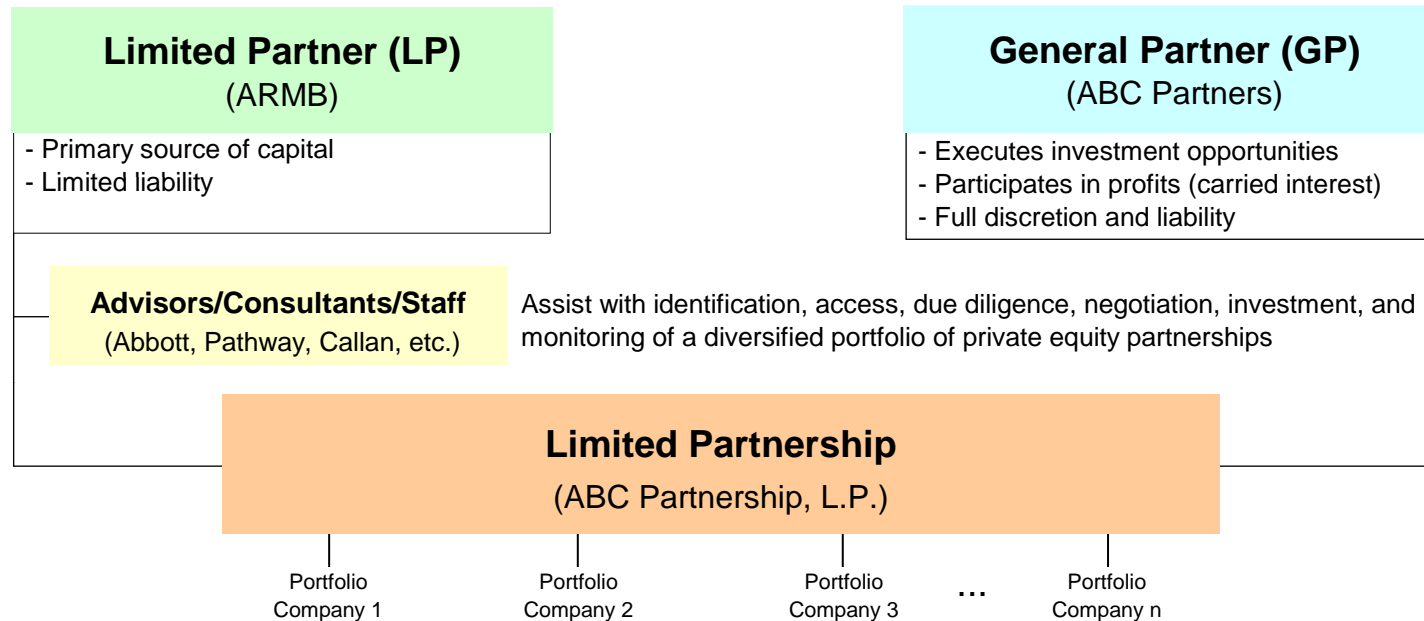 Limited Partner (LP)
(ARMB)
- Primary source of capital
- Limited liability
General Partner (GP)
(ABC Partners)
- Executes investment opportunities
- Participates in profits (carried interest)
- Full discretion and liability
Advisors/Consultants/Staff
(Abbott, Pathway, Callan, etc.)
Assist with identification, access, due diligence, negotiation, investment, and
monitoring of a diversified portfolio of private equity partnerships
Limited Partnership
(ABC Partnership, L.P.)
Portfolio
Company 1
Portfolio
Company 2
Portfolio
Company 3
...
Portfolio
Company n